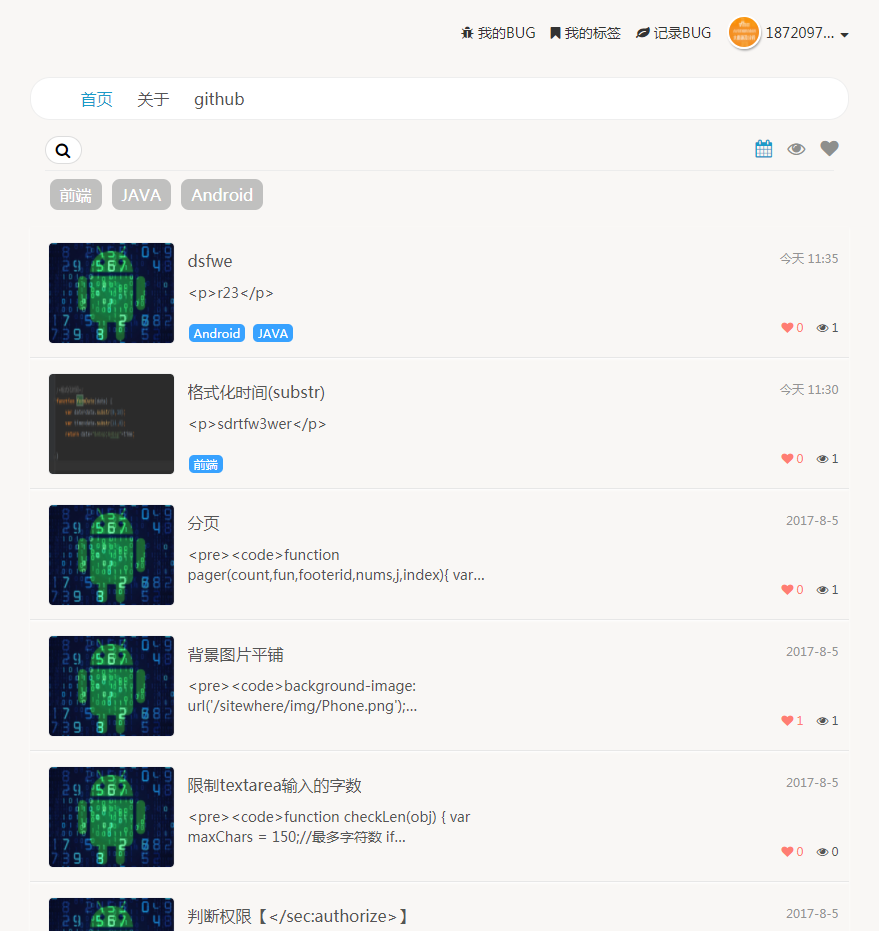 我的BUG 我的标签 记录BUG 1872097...
首页 关于 github
前端 JAVA Android
dsfwe 今天 11:35
<p>r23</p>
Android JAVA 0 1
格式化时间(substr) 今天 11:30
<p>sdrtfw3wer</p>
前端 0 1
分页 2017-8-5
<pre><code>function
pager(count,fun,footerid,nums,j,index){ var...
0 1
背景图片平铺 2017-8-5
<pre><code>background-image:
url('/sitewhere/img/Phone.png');...
1 1
限制textarea输入的字数 2017-8-5
<pre><code>function checkLen(obj) { var
maxChars = 150;//最多字符数 if...
0 0
判断权限【</sec:authorize>】 2017-8-5